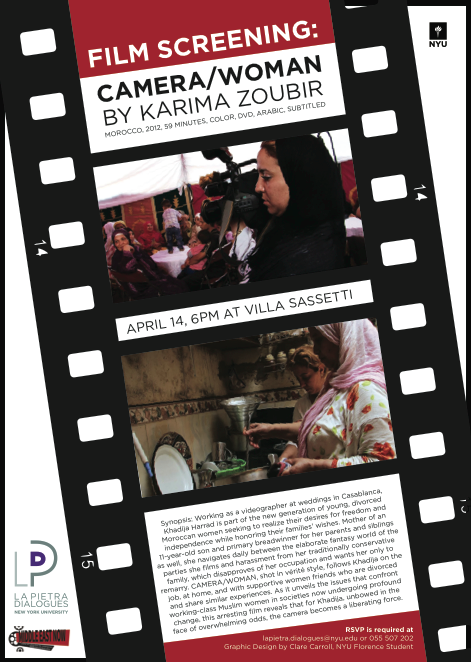 FILM SCREENING:
NYU
CAMERA/WOMAN
BY KARIMA ZOUBIR
MOROCCO, 2012, 59 MINUTES, COLOR, DVD, ARABIC, SUBTITLED
14
14
APRIL 14, 6PM AT VILLA SASSETTI
Synopsis: Working as a videographer at weddings in Casablanca,
Khadija Harrad is part of the new generation of young, divorced
Moroccan women seeking to realize their desires for freedom and
independence while honoring their families' wishes. Mother of an
11-year-old son and primary breadwinner for her parents and siblings
as well, she navigates daily between the elaborate fantasy world of the
parties she films and harassment from her traditionally conservative
family, which disapproves of her occupation and wants her only to
remarry. CAMERA/WOMAN, shot in vérité style, follows Khadija on the
job, at home, and with supportive women friends who are divorced
and share similar experiences. As it unveils the issues that confront
working-class Muslim women in societies now undergoing profound
change, this arresting film reveals that for Khadija, unbowed in the
face of overwhelming odds, the camera becomes a liberating force.
15
LPD
LA PIETRA
DIALOGUES
NEW YORK UNIVERSITY
MIDDLE EAST NOW
RSVP is required at
lapietra.dialogues@nyu.edu or 055 507 202
Graphic Design by Clare Carroll, NYU Florence Student